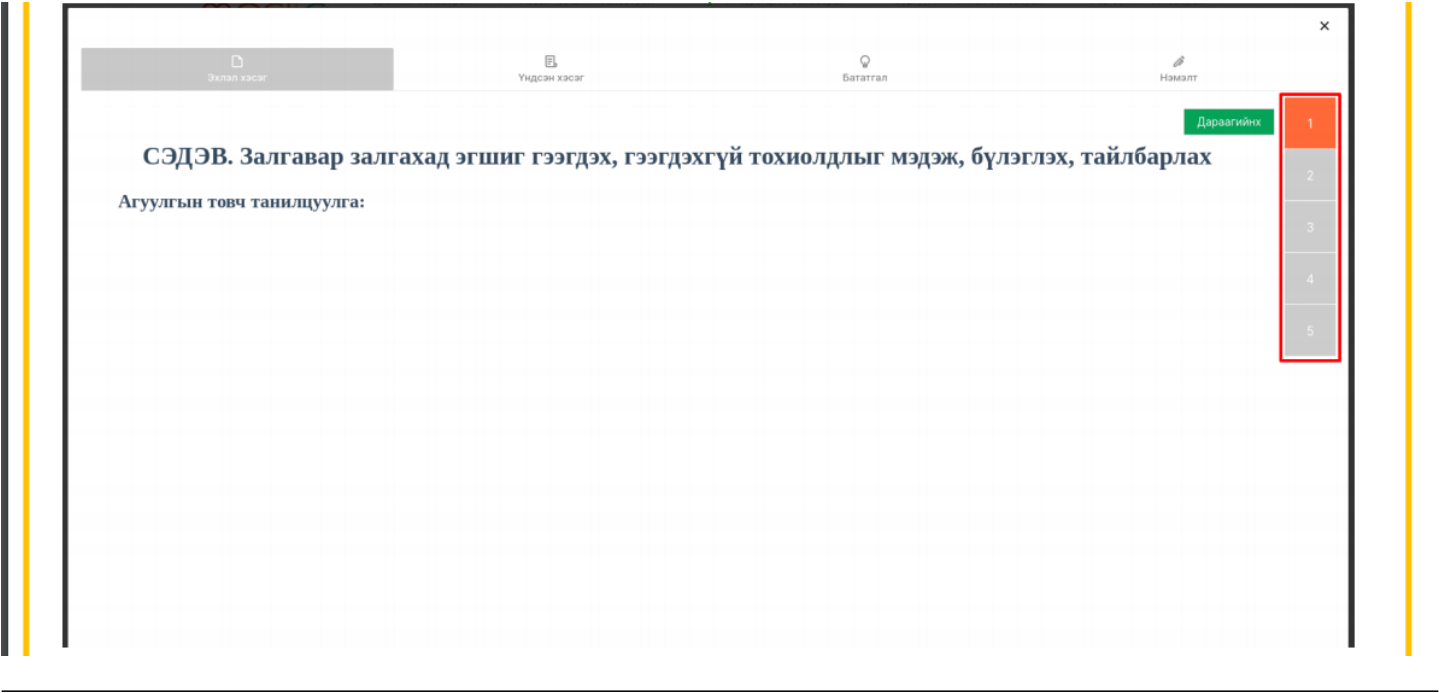 ×
Эхлэл хэсэг
Үндсэн хэсэг
Бататгал
Нэмэлт
Дараагийнх
1
СЭДЭВ. Залгавар залгахад эгшиг гээгдэх, гээгдэхгүй тохиолдлыг мэдэж, бүлэглэх, тайлбарлах
2
Агуулгын товч танилцуулга:
3
4
5